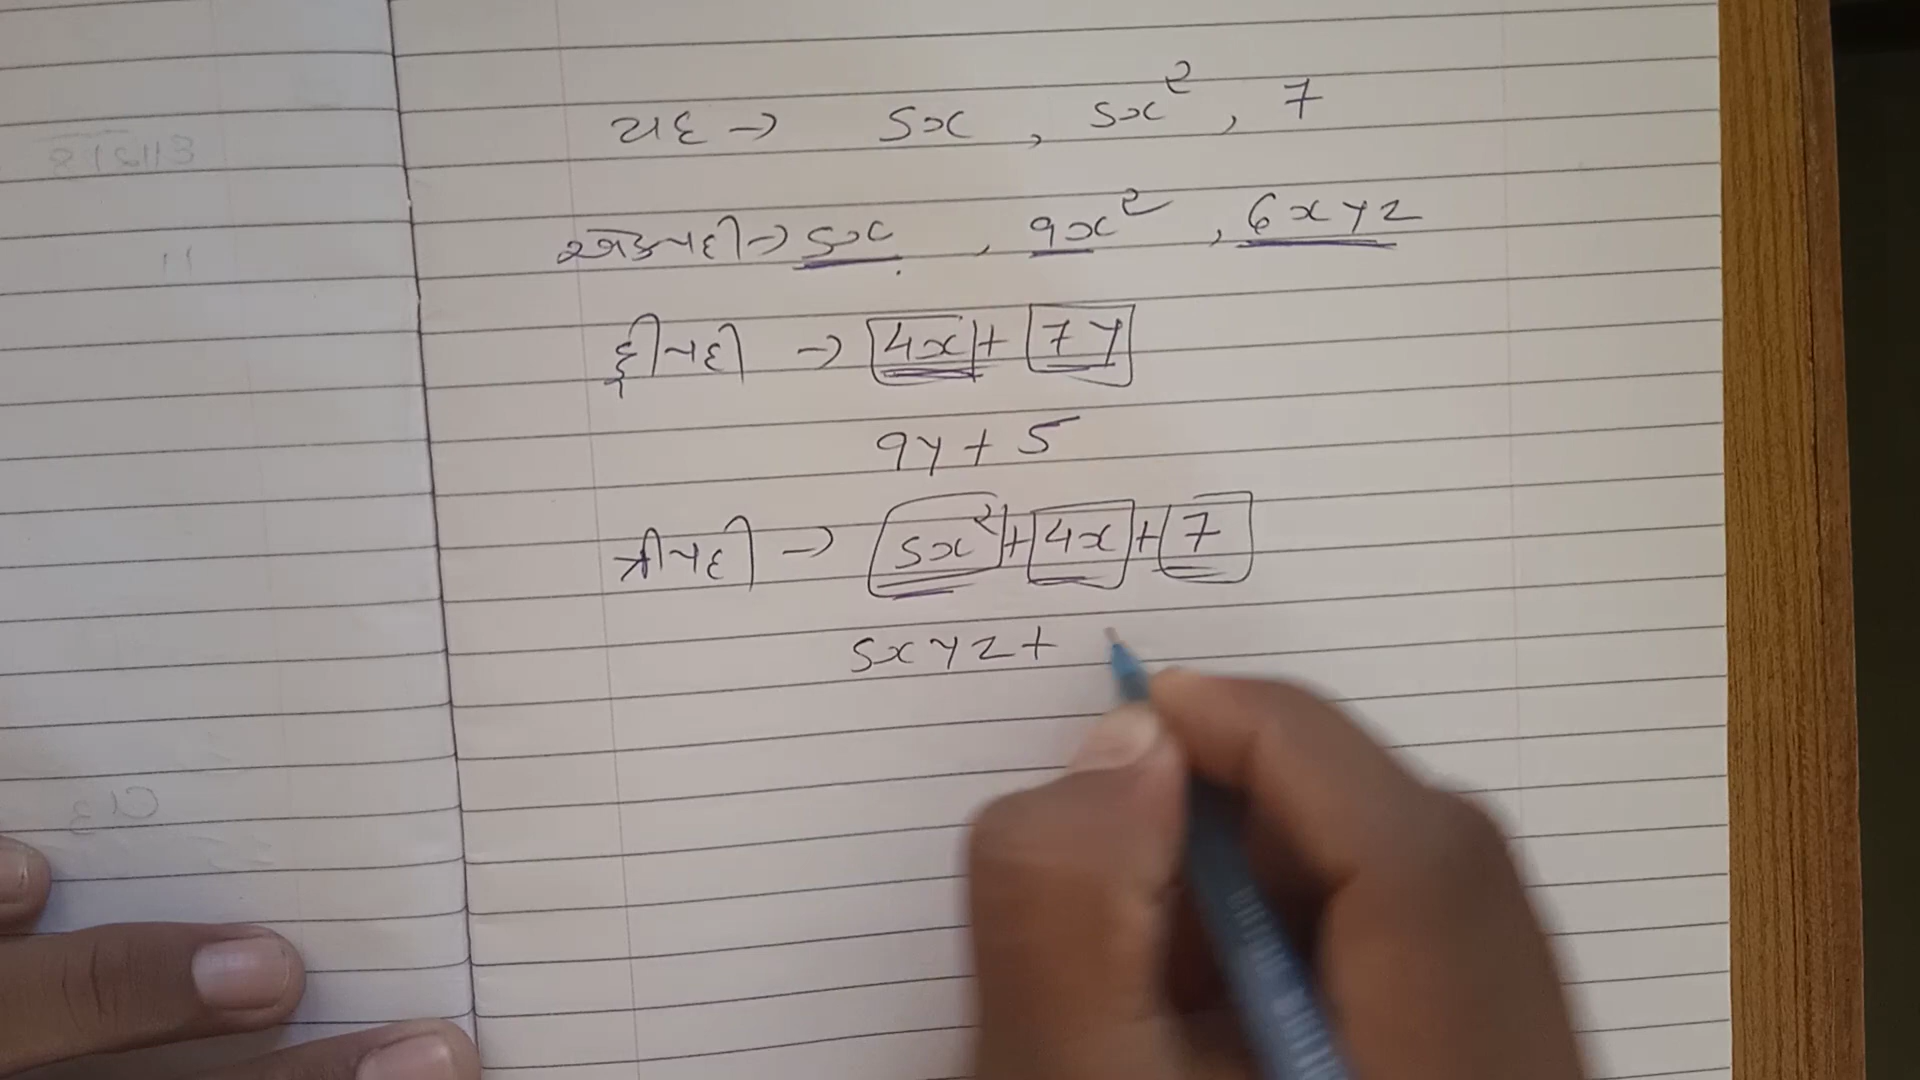 પદ → 5x , 5x² , 7
એકપદી → 5x , 9x² , 6xyz
દ્વીપદી → 4x + 7y
9y + 5
ત્રીપદી → 5x² + 4x + 7
5xyz +